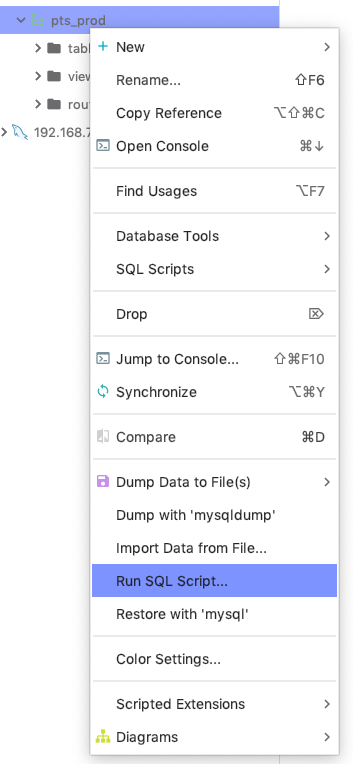 pts_prod
tabl
view
rou
192.168.7
New
Rename... ⇧F6
Copy Reference ⌥⇧⌘C
Open Console ⌘↓
Find Usages ⌥F7
Database Tools
SQL Scripts
Drop ⌦
Jump to Console... ⇧⌘F10
Synchronize ⌥⌘Y
Compare ⌘D
Dump Data to File(s)
Dump with 'mysqldump'
Import Data from File...
Run SQL Script...
Restore with 'mysql'
Color Settings...
Scripted Extensions
Diagrams